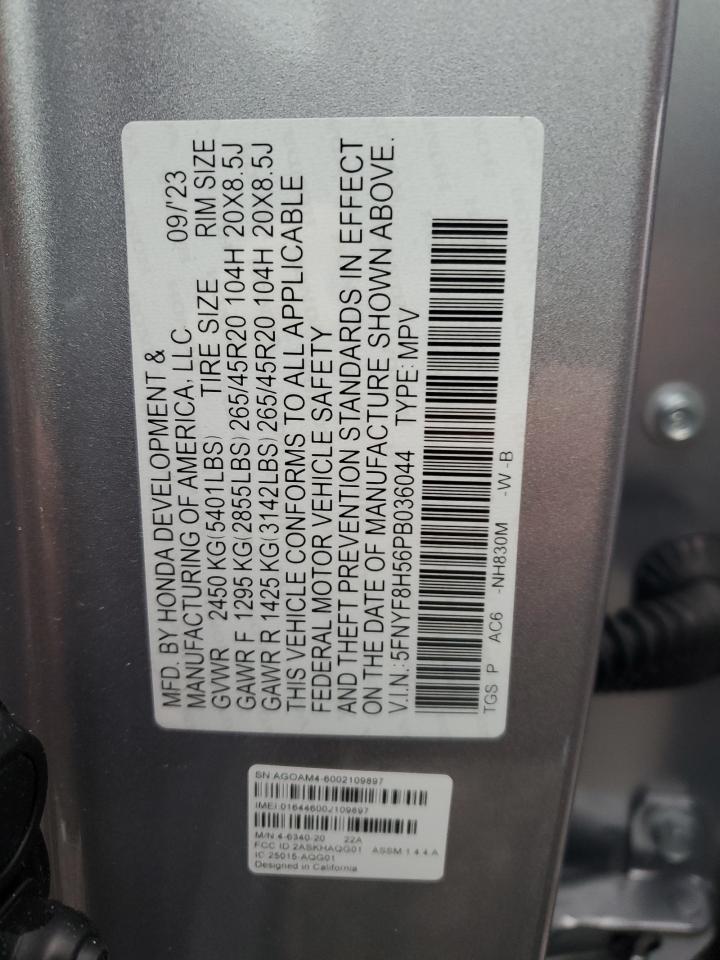 MFD. BY HONDA DEVELOPMENT &
MANUFACTURING OF AMERICA, LLC 09/'23
GVWR 2450 KG(5401LBS) TIRE SIZE RIM SIZE
GAWR F 1295 KG(2855LBS) 265/45R20 104H 20X8.5J
GAWR R 1425 KG(3142LBS) 265/45R20 104H 20X8.5J
THIS VEHICLE CONFORMS TO ALL APPLICABLE
FEDERAL MOTOR VEHICLE SAFETY
AND THEFT PREVENTION STANDARDS IN EFFECT
ON THE DATE OF MANUFACTURE SHOWN ABOVE.
V.I.N.:5FNYF8H56PB036044 TYPE:MPV
TGS P AC6 -NH830M -W -B
SN:AGOAM4-6002109897
IMEI:016446002109897
M/N:4-6340-20 22A
FCC ID:2ASKHAQG01 ASSM 1.4.4.A
IC:25015-AQG01
Designed in California